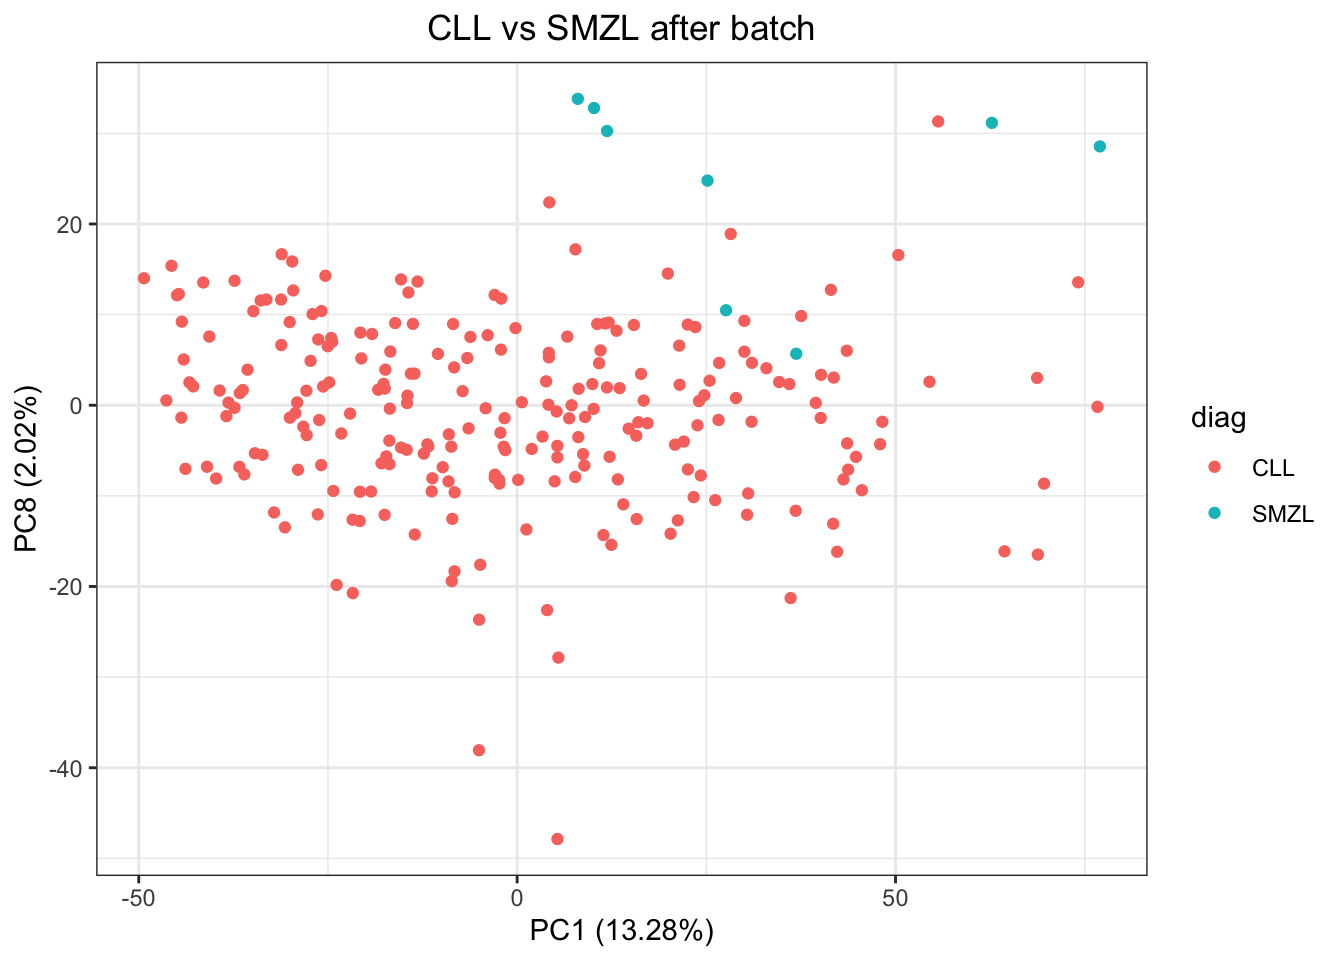 CLL vs SMZL after batch
20
0
-20
-40
PC8 (2.02%)
-50
0
50
PC1 (13.28%)
diag
CLL
SMZL